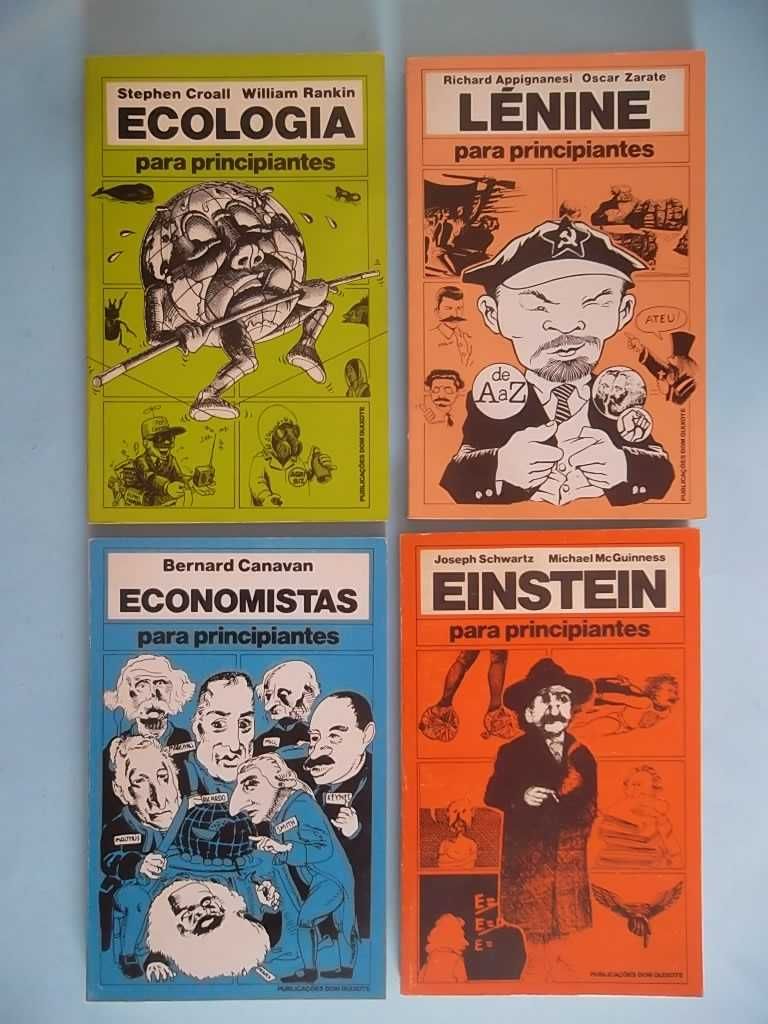 Stephen Croall William Rankin
ECOLOGIA
para principiantes
PUBLICAÇÕES DOM QUIXOTE
Richard Appignanesi Oscar Zarate
LÉNINE
para principiantes
ATEU!
de
A a Z
PUBLICAÇÕES DOM QUIXOTE
Bernard Canavan
ECONOMISTAS
para principiantes
MILL
KEYNES
RICARDO
MALTHUS
SMITH
MARX
PUBLICAÇÕES DOM QUIXOTE
Joseph Schwartz Michael McGuinness
EINSTEIN
para principiantes
E=
E=
E=
PUBLICAÇÕES DOM QUIXOTE